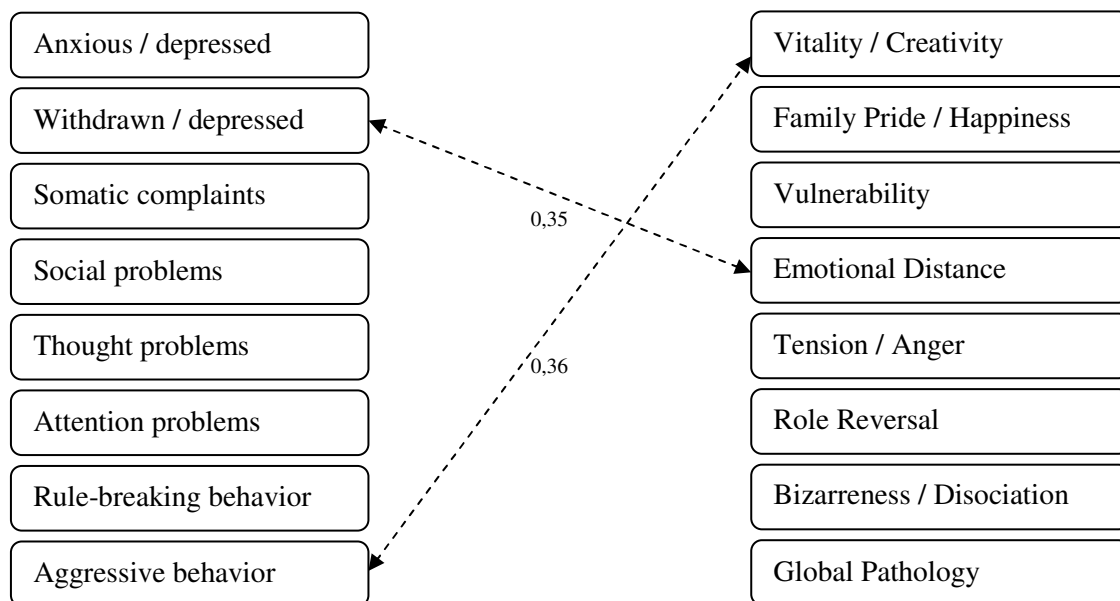 Anxious / depressed
Withdrawn / depressed
Somatic complaints
Social problems
Thought problems
Attention problems
Rule-breaking behavior
Aggressive behavior
0,35
0,36
Vitality / Creativity
Family Pride / Happiness
Vulnerability
Emotional Distance
Tension / Anger
Role Reversal
Bizarreness / Disociation
Global Pathology